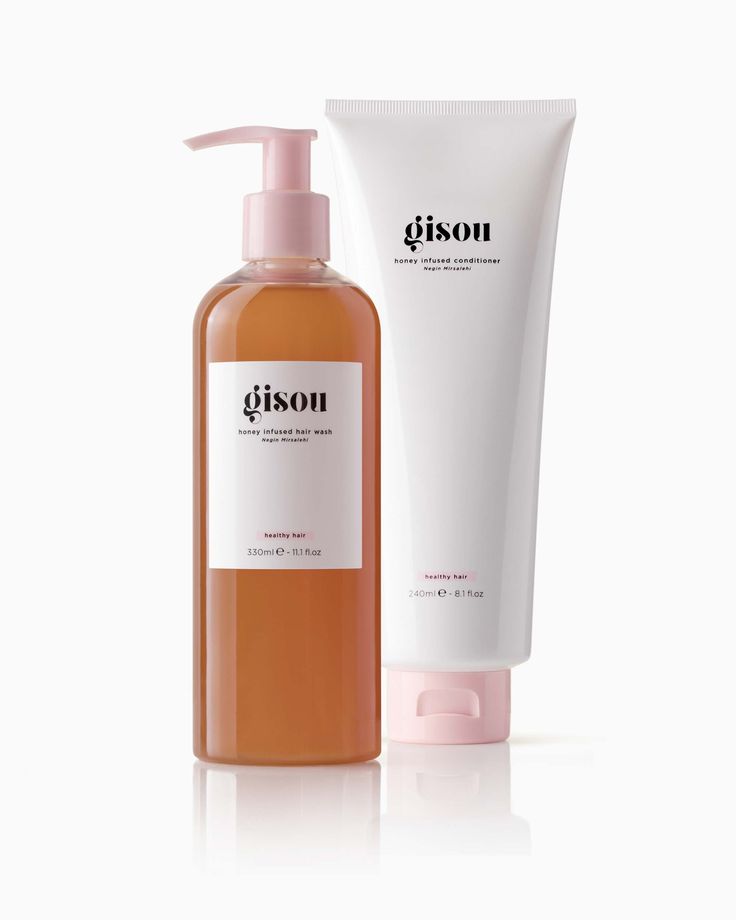 gisou
honey infused hair wash
Negin Mirsalehi
healthy hair
330ml ℮ - 11.1 fl.oz
gisou
honey infused conditioner
Negin Mirsalehi
healthy hair
240ml ℮ - 8.1 fl.oz